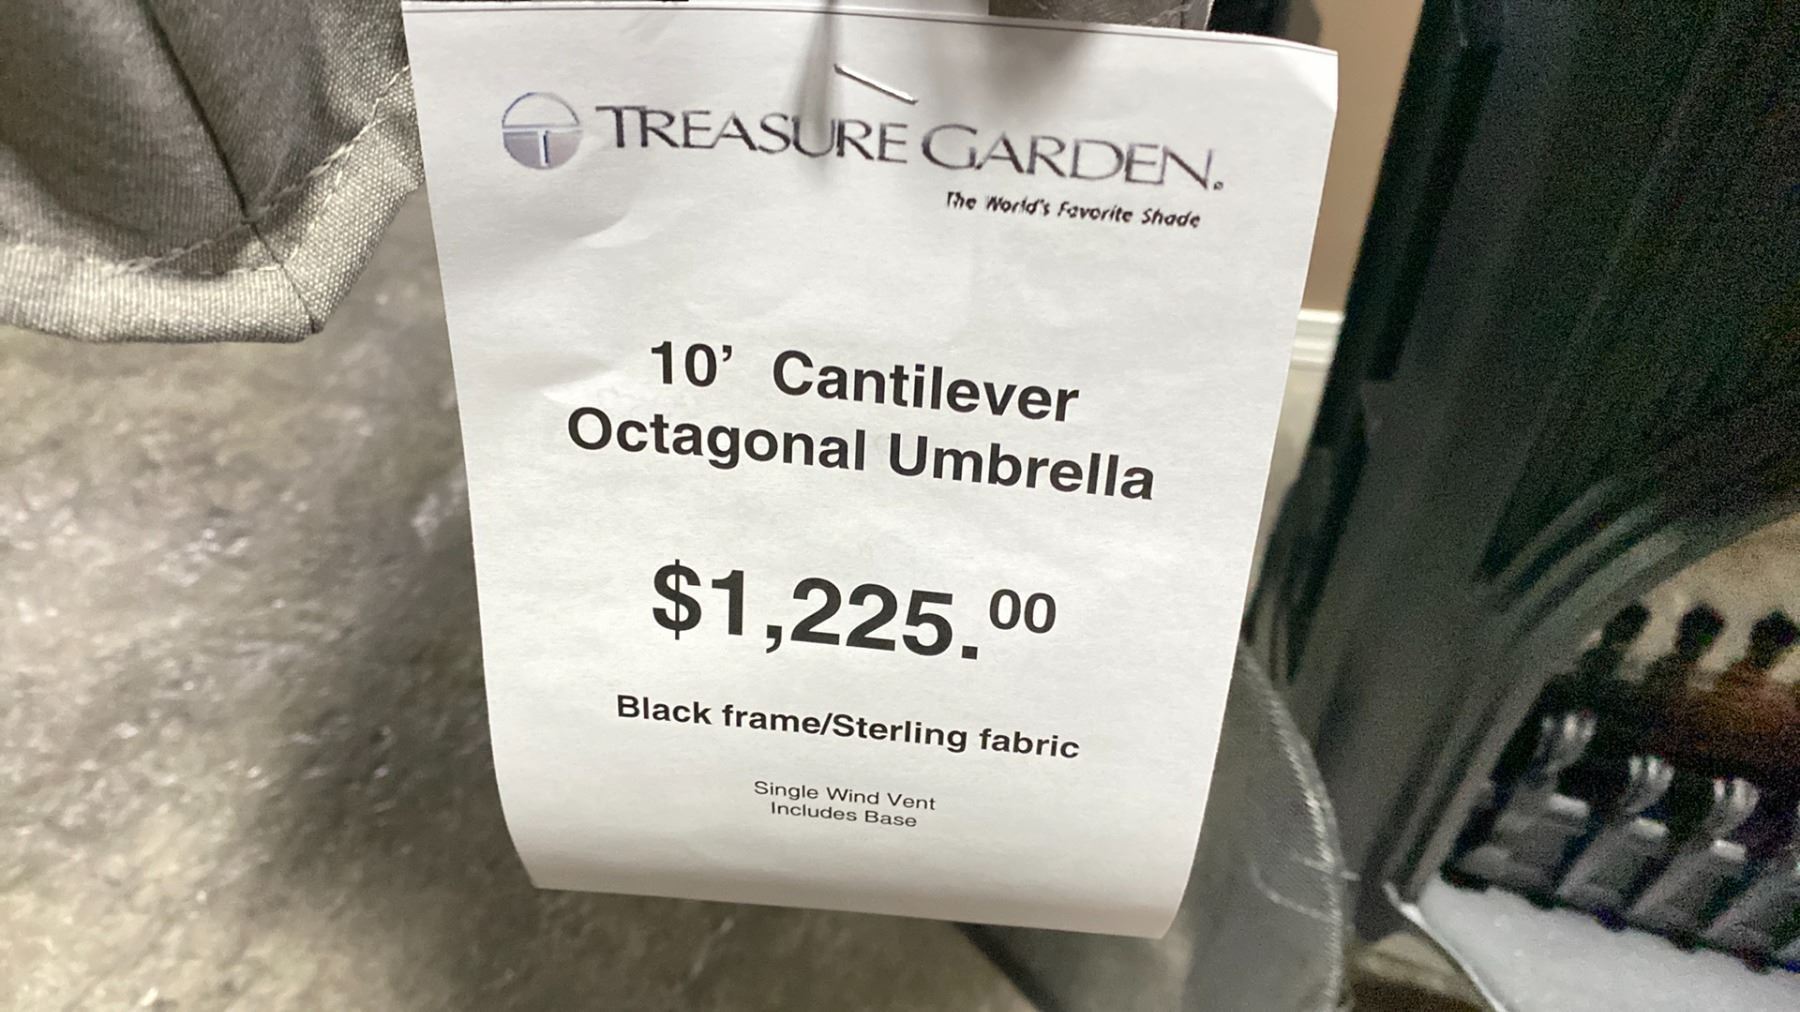 TREASURE GARDEN®
The World's Favorite Shade
10' Cantilever
Octagonal Umbrella
$1,225.00
Black frame/Sterling fabric
Single Wind Vent
Includes Base